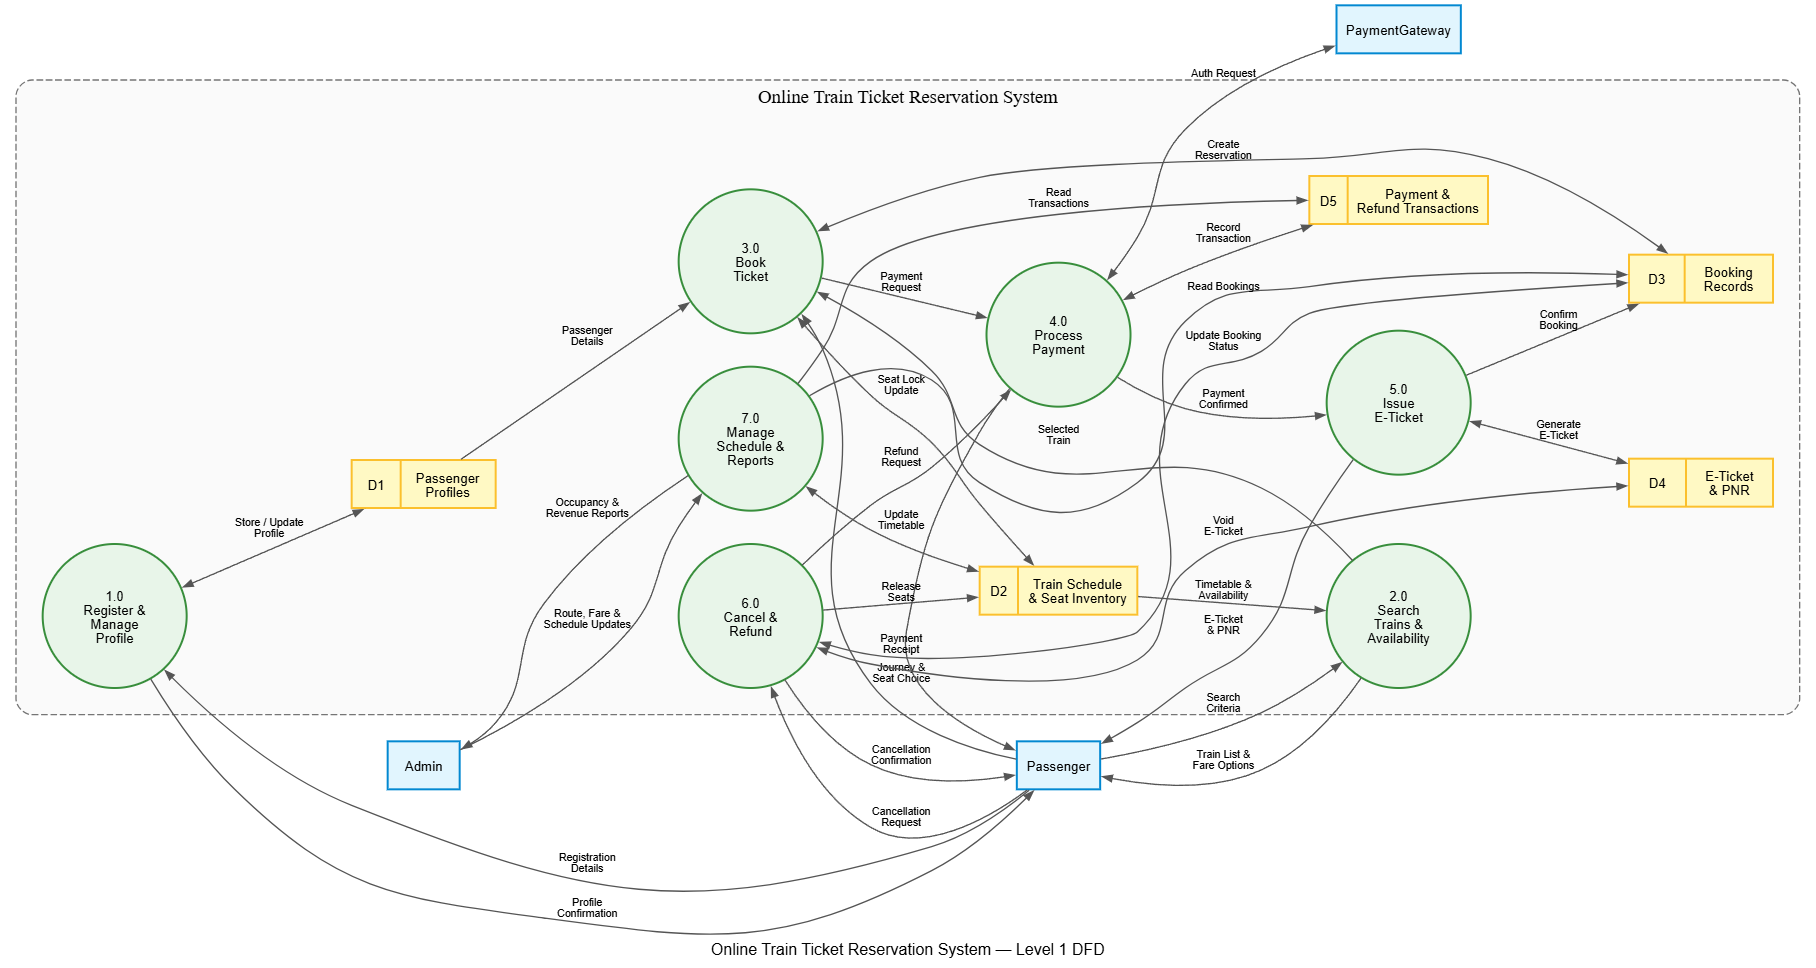 PaymentGateway
Auth Request
Online Train Ticket Reservation System
Create
Reservation
Read
Transactions
D5
Payment &
Refund Transactions
Record
Transaction
3.0
Book
Ticket
Payment
Request
Read Bookings
D3
Booking
Records
Passenger
Details
4.0
Process
Payment
Update Booking
Status
Confirm
Booking
Seat Lock
Update
Payment
Confirmed
5.0
Issue
E-Ticket
7.0
Manage
Schedule &
Reports
Selected
Train
Generate
E-Ticket
Refund
Request
D1
Passenger
Profiles
D4
E-Ticket
& PNR
Occupancy &
Revenue Reports
Store / Update
Profile
Update
Timetable
Void
E-Ticket
1.0
Register &
Manage
Profile
Route, Fare &
Schedule Updates
6.0
Cancel &
Refund
Release
Seats
D2
Train Schedule
& Seat Inventory
Timetable &
Availability
2.0
Search
Trains &
Availability
E-Ticket
& PNR
Payment
Receipt
Journey &
Seat Choice
Search
Criteria
Admin
Cancellation
Confirmation
Passenger
Train List &
Fare Options
Cancellation
Request
Registration
Details
Profile
Confirmation
Online Train Ticket Reservation System — Level 1 DFD